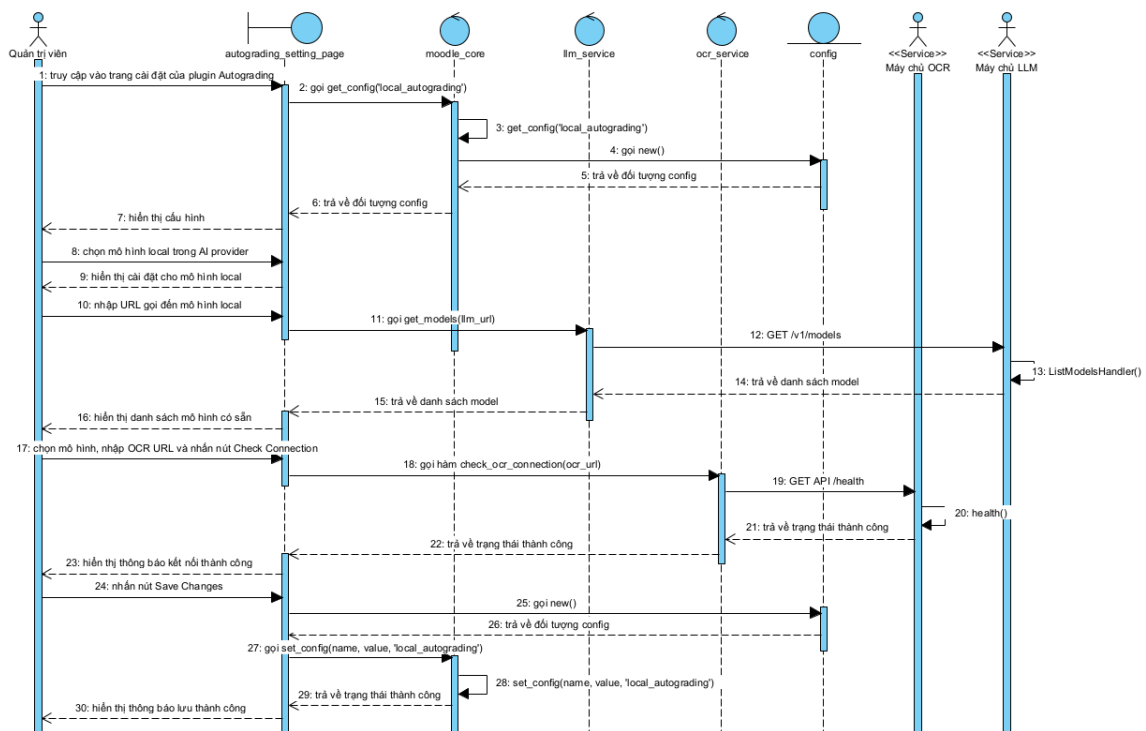 Quản trị viên
autograding_setting_page
moodle_core
llm_service
ocr_service
config
<<Service>>
Máy chủ OCR
<<Service>>
Máy chủ LLM
1: truy cập vào trang cài đặt của plugin Autograding
2: gọi get_config('local_autograding')
3: get_config('local_autograding')
4: gọi new()
5: trả về đối tượng config
6: trả về đối tượng config
7: hiển thị cấu hình
8: chọn mô hình local trong AI provider
9: hiển thị cài đặt cho mô hình local
10: nhập URL gọi đến mô hình local
11: gọi get_models(llm_url)
12: GET /v1/models
13: ListModelsHandler()
14: trả về danh sách model
15: trả về danh sách model
16: hiển thị danh sách mô hình có sẵn
17: chọn mô hình, nhập OCR URL và nhấn nút Check Connection
18: gọi hàm check_ocr_connection(ocr_url)
19: GET API /health
20: health()
21: trả về trạng thái thành công
22: trả về trạng thái thành công
23: hiển thị thông báo kết nối thành công
24: nhấn nút Save Changes
25: gọi new()
26: trả về đối tượng config
27: gọi set_config(name, value, 'local_autograding')
28: set_config(name, value, 'local_autograding')
29: trả về trạng thái thành công
30: hiển thị thông báo lưu thành công